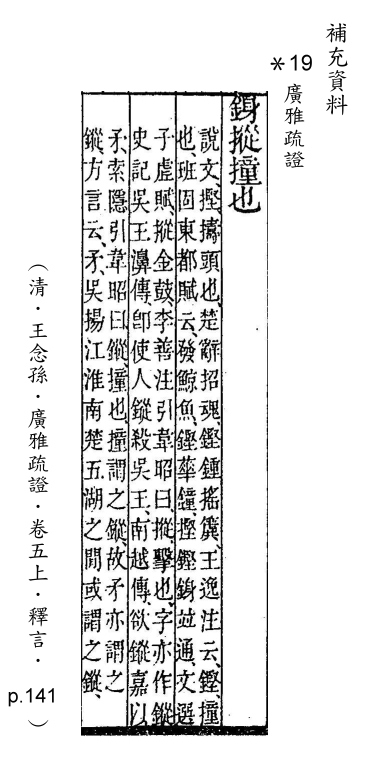 補充資料
＊19 廣雅疏證
摐撞也
說文、摼、擣頭也、楚辭招魂、鏗鍾搖簴、王逸注云、鏗、撞
也、班固東都賦云、發鯨魚、鏗華鐘、摼鏗竝通、文選
子虛賦、摐金鼓、李善注引韋昭曰、摐、擊也、字亦作鏦、
史記吳王濞傳、卽使人鏦殺吳王、南越傳、欲鏦嘉以
矛、索隱引韋昭曰、鏦、撞也、撞謂之鏦、故矛亦謂之
鏦、方言云、矛、吳揚江淮南楚五湖之閒或謂之鏦、
（清．王念孫．廣雅疏證．卷五上．釋言．p.141）